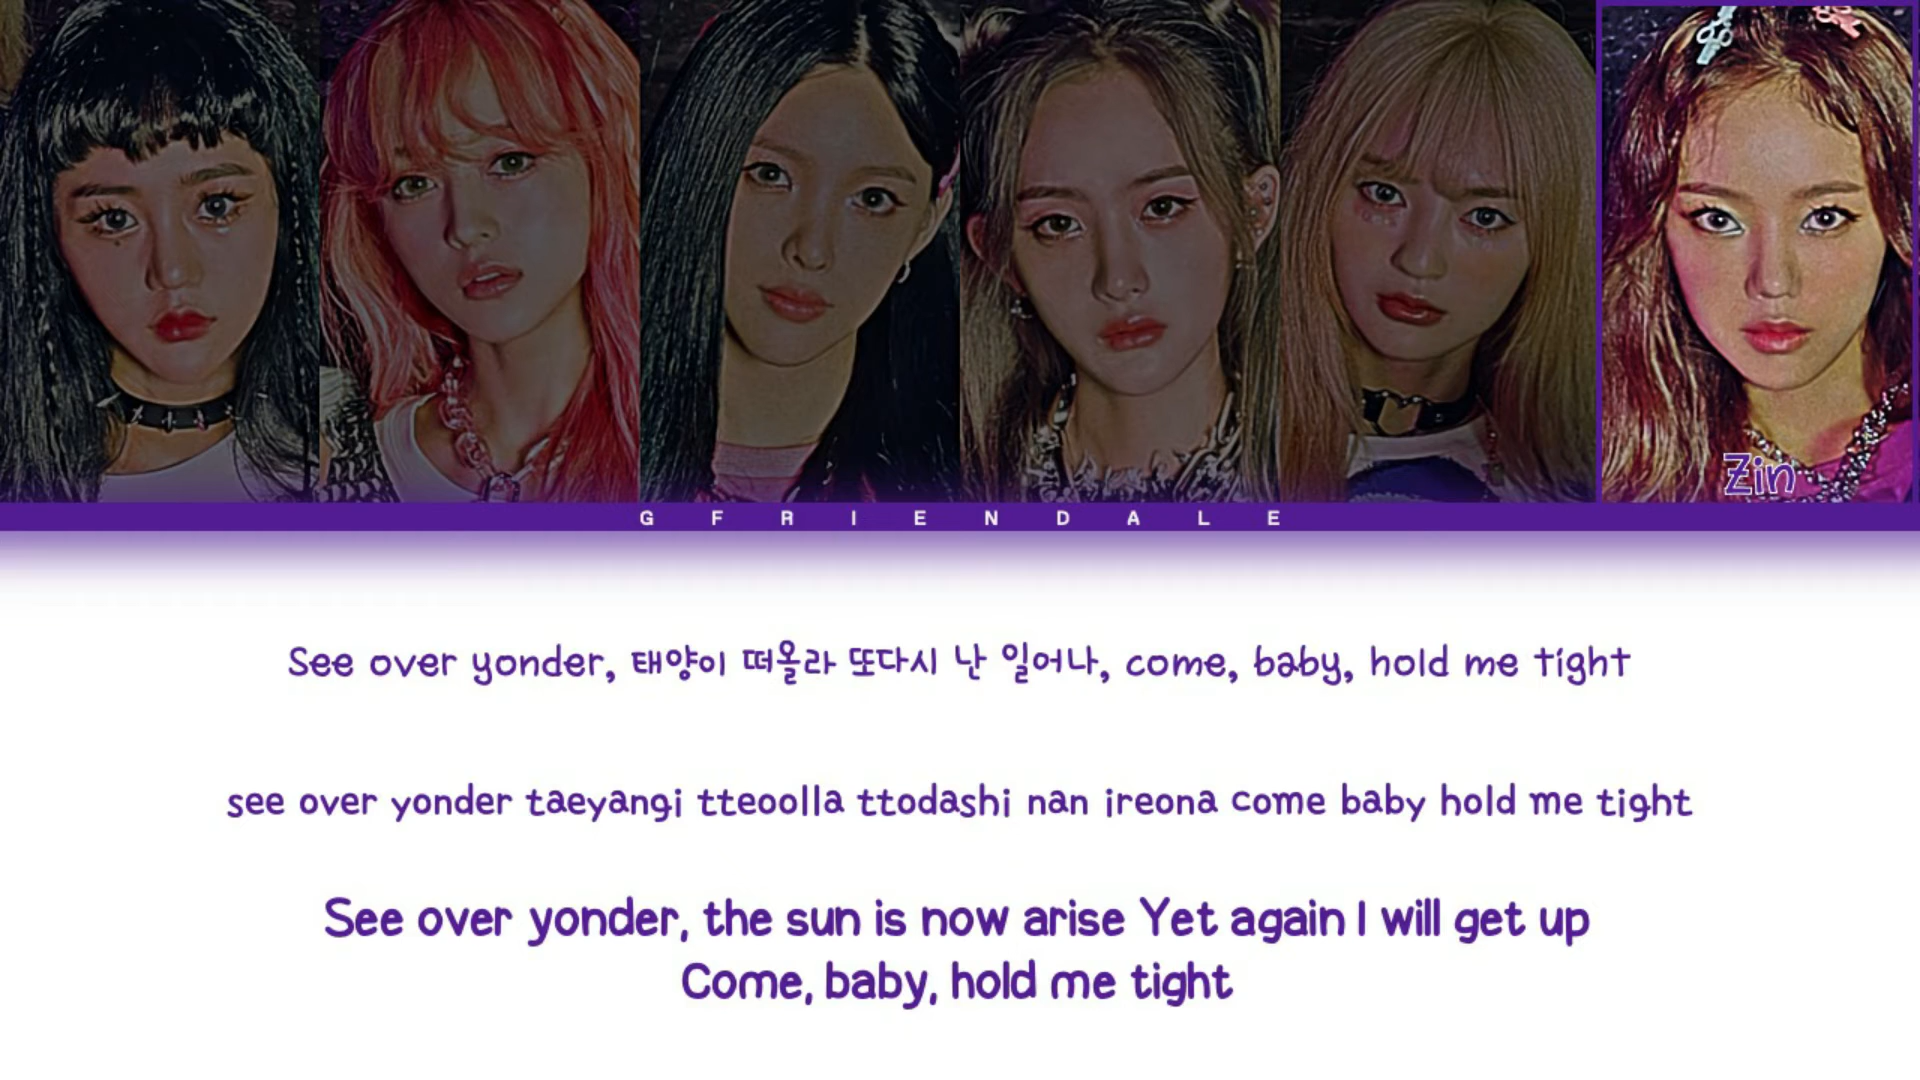 Zin
GFRIENDALE
See over yonder, 태양이 떠올라 또다시 난 일어나, come, baby, hold me tight
see over yonder taeyangi tteoolla ttodashi nan ireona come baby hold me tight
See over yonder, the sun is now arise Yet again I will get up
Come, baby, hold me tight